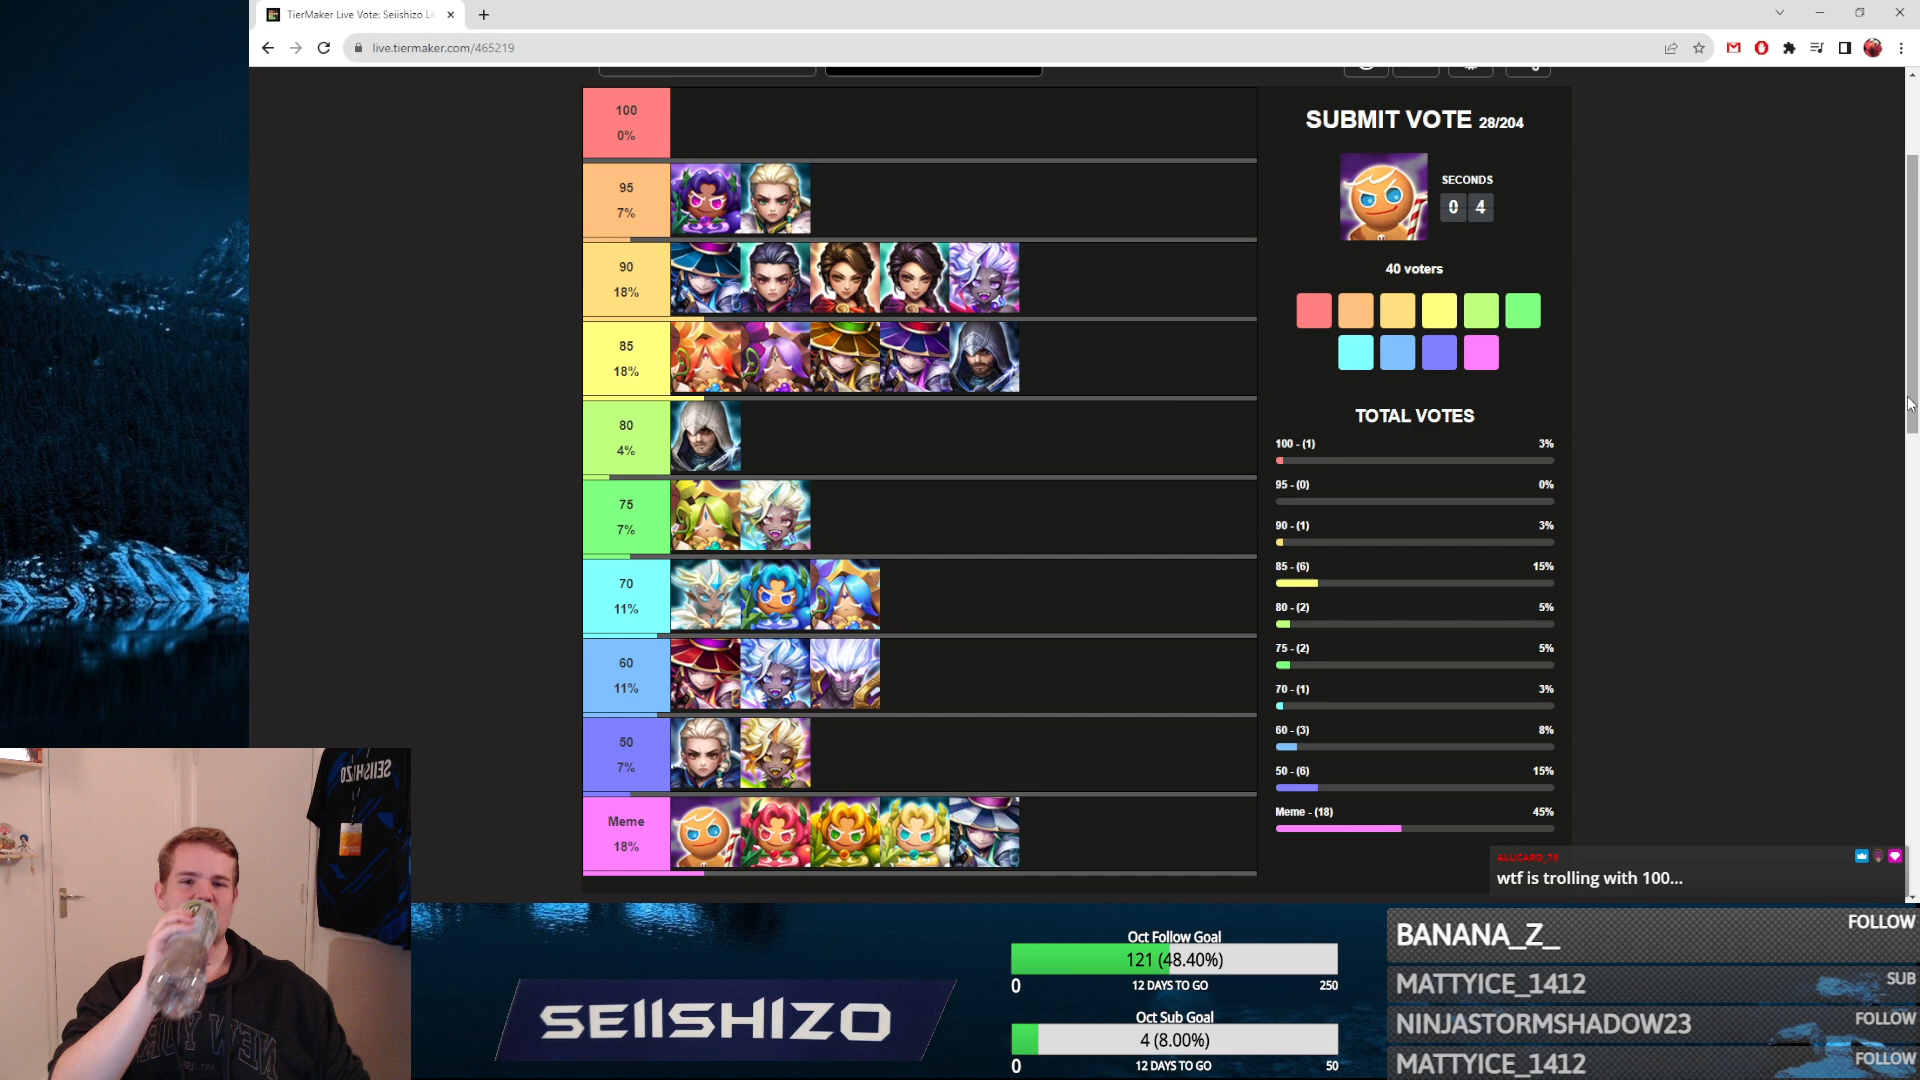 TierMaker Live Vote: Seiishizo Li
live.tiermaker.com/465219
100
0%
95
7%
90
18%
85
18%
80
4%
75
7%
70
11%
60
11%
50
7%
Meme
18%
SUBMIT VOTE 28/204
SECONDS
0 4
40 voters
TOTAL VOTES
100 - (1) 3%
95 - (0) 0%
90 - (1) 3%
85 - (6) 15%
80 - (2) 5%
75 - (2) 5%
70 - (1) 3%
60 - (3) 8%
50 - (6) 15%
Meme - (18) 45%
wtf is trolling with 100...
SEIISHIZO
NEW YORK
SEIISHIZO
Oct Follow Goal
121 (48.40%)
0 12 DAYS TO GO 250
Oct Sub Goal
4 (8.00%)
0 12 DAYS TO GO 50
BANANA_Z_ FOLLOW
MATTYICE_1412 SUB
NINJASTORMSHADOW23 FOLLOW
MATTYICE_1412 FOLLOW